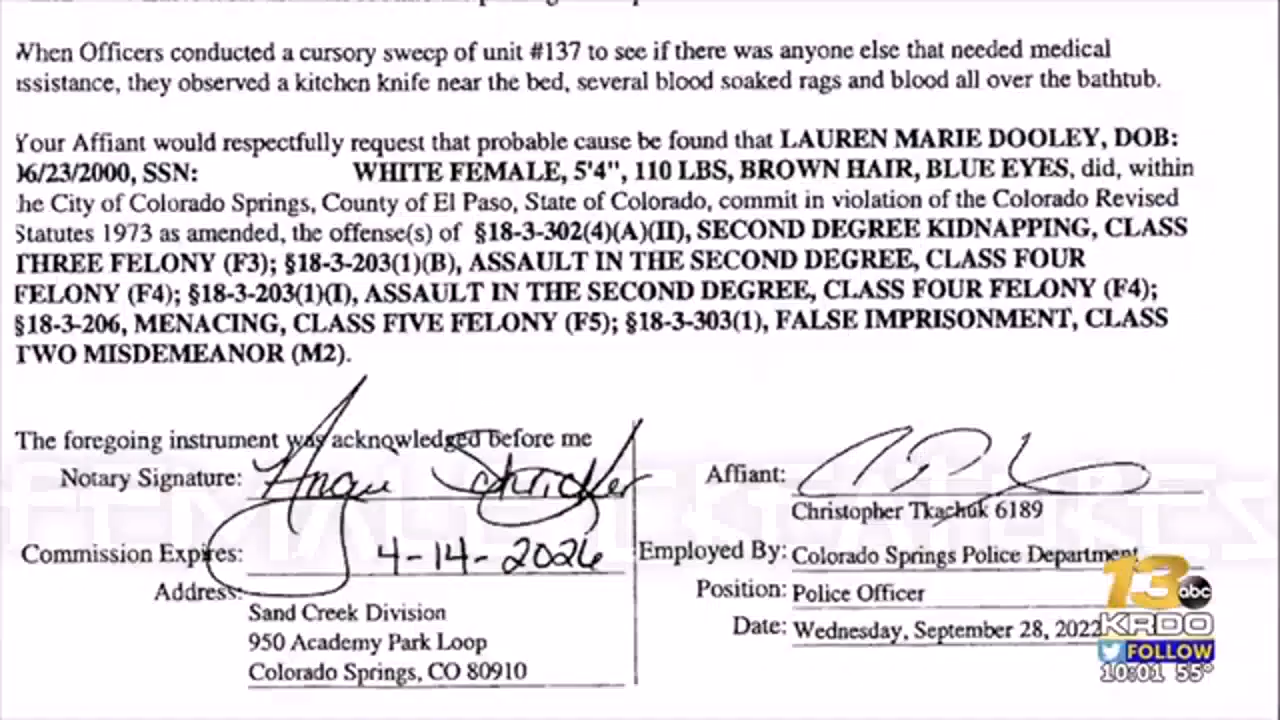 When Officers conducted a cursory sweep of unit #137 to see if there was anyone else that needed medical
ssistance, they observed a kitchen knife near the bed, several blood soaked rags and blood all over the bathtub.
Your Affiant would respectfully request that probable cause be found that LAUREN MARIE DOOLEY, DOB:
06/23/2000, SSN: WHITE FEMALE, 5'4", 110 LBS, BROWN HAIR, BLUE EYES, did, within
he City of Colorado Springs, County of El Paso, State of Colorado, commit in violation of the Colorado Revised
Statutes 1973 as amended, the offense(s) of §18-3-302(4)(A)(II), SECOND DEGREE KIDNAPPING, CLASS
THREE FELONY (F3); §18-3-203(1)(B), ASSAULT IN THE SECOND DEGREE, CLASS FOUR
FELONY (F4); §18-3-203(1)(I), ASSAULT IN THE SECOND DEGREE, CLASS FOUR FELONY (F4);
§18-3-206, MENACING, CLASS FIVE FELONY (F5); §18-3-303(1), FALSE IMPRISONMENT, CLASS
TWO MISDEMEANOR (M2).
The foregoing instrument was acknowledged before me
Notary Signature: Angie Schrickler
Commission Expires: 4-14-2026
Address:
Sand Creek Division
950 Academy Park Loop
Colorado Springs, CO 80910
Affiant:
Christopher Tkachuk 6189
Employed By: Colorado Springs Police Department
Position: Police Officer
Date: Wednesday, September 28, 2022
13 abc
KRDO
FOLLOW
10:01 55°